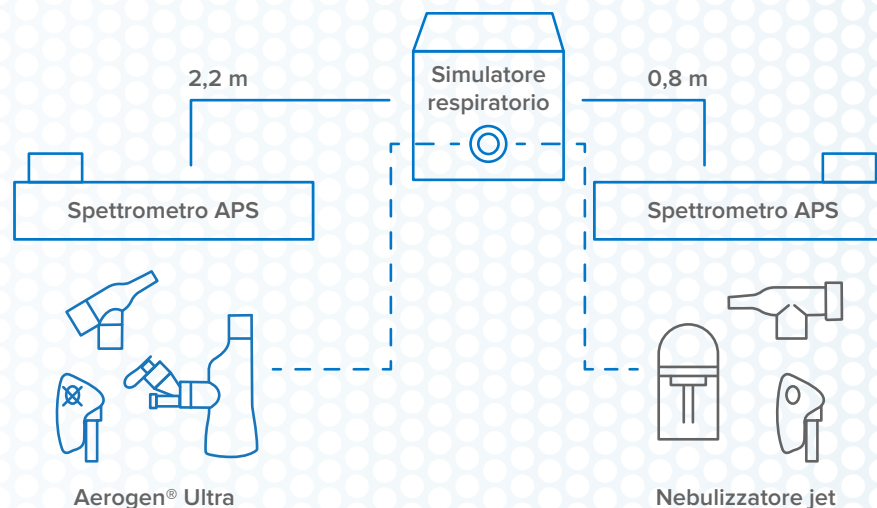 2,2 m
Simulatore
respiratorio
0,8 m
Spettrometro APS
Spettrometro APS
Aerogen® Ultra
Nebulizzatore jet